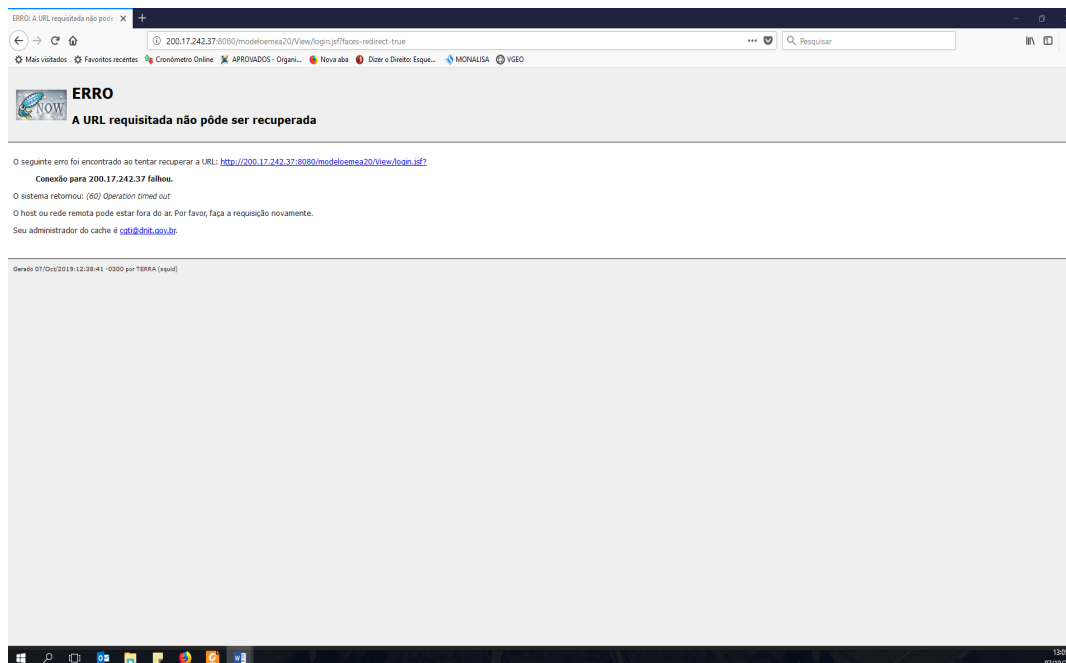 ERRO: A URL requisitada não pode
200.17.242.37:8080/modeloemea20/View/login.jsf?faces-redirect=true
Pesquisar
Mais visitados Favoritos recentes Cronómetro Online APROVADOS - Organi... Nova aba Dizer o Direito: Esque... MONALISA VGEO
NOW
ERRO
A URL requisitada não pôde ser recuperada
O seguinte erro foi encontrado ao tentar recuperar a URL: http://200.17.242.37:8080/modeloemea20/View/login.jsf?
Conexão para 200.17.242.37 falhou.
O sistema retornou: (60) Operation timed out
O host ou rede remota pode estar fora do ar. Por favor, faça a requisição novamente.
Seu administrador do cache é cgti@dnit.gov.br.
Gerado 07/Oct/2019:12:38:41 -0300 por TERRA (squid)